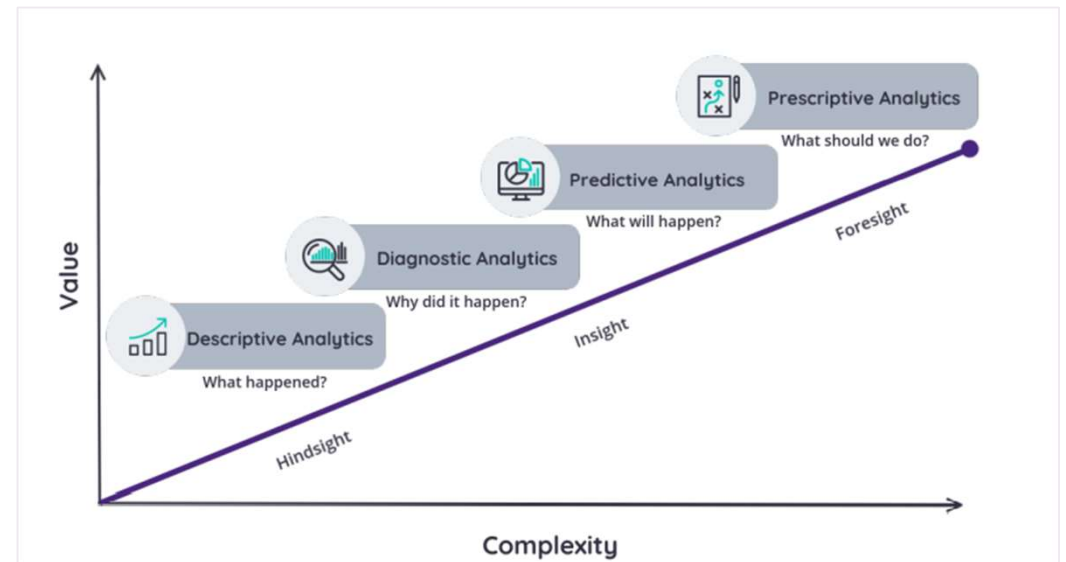 Prescriptive Analytics
What should we do?
Predictive Analytics
What will happen?
Foresight
Diagnostic Analytics
Why did it happen?
Value
Insight
Descriptive Analytics
What happened?
Hindsight
Complexity